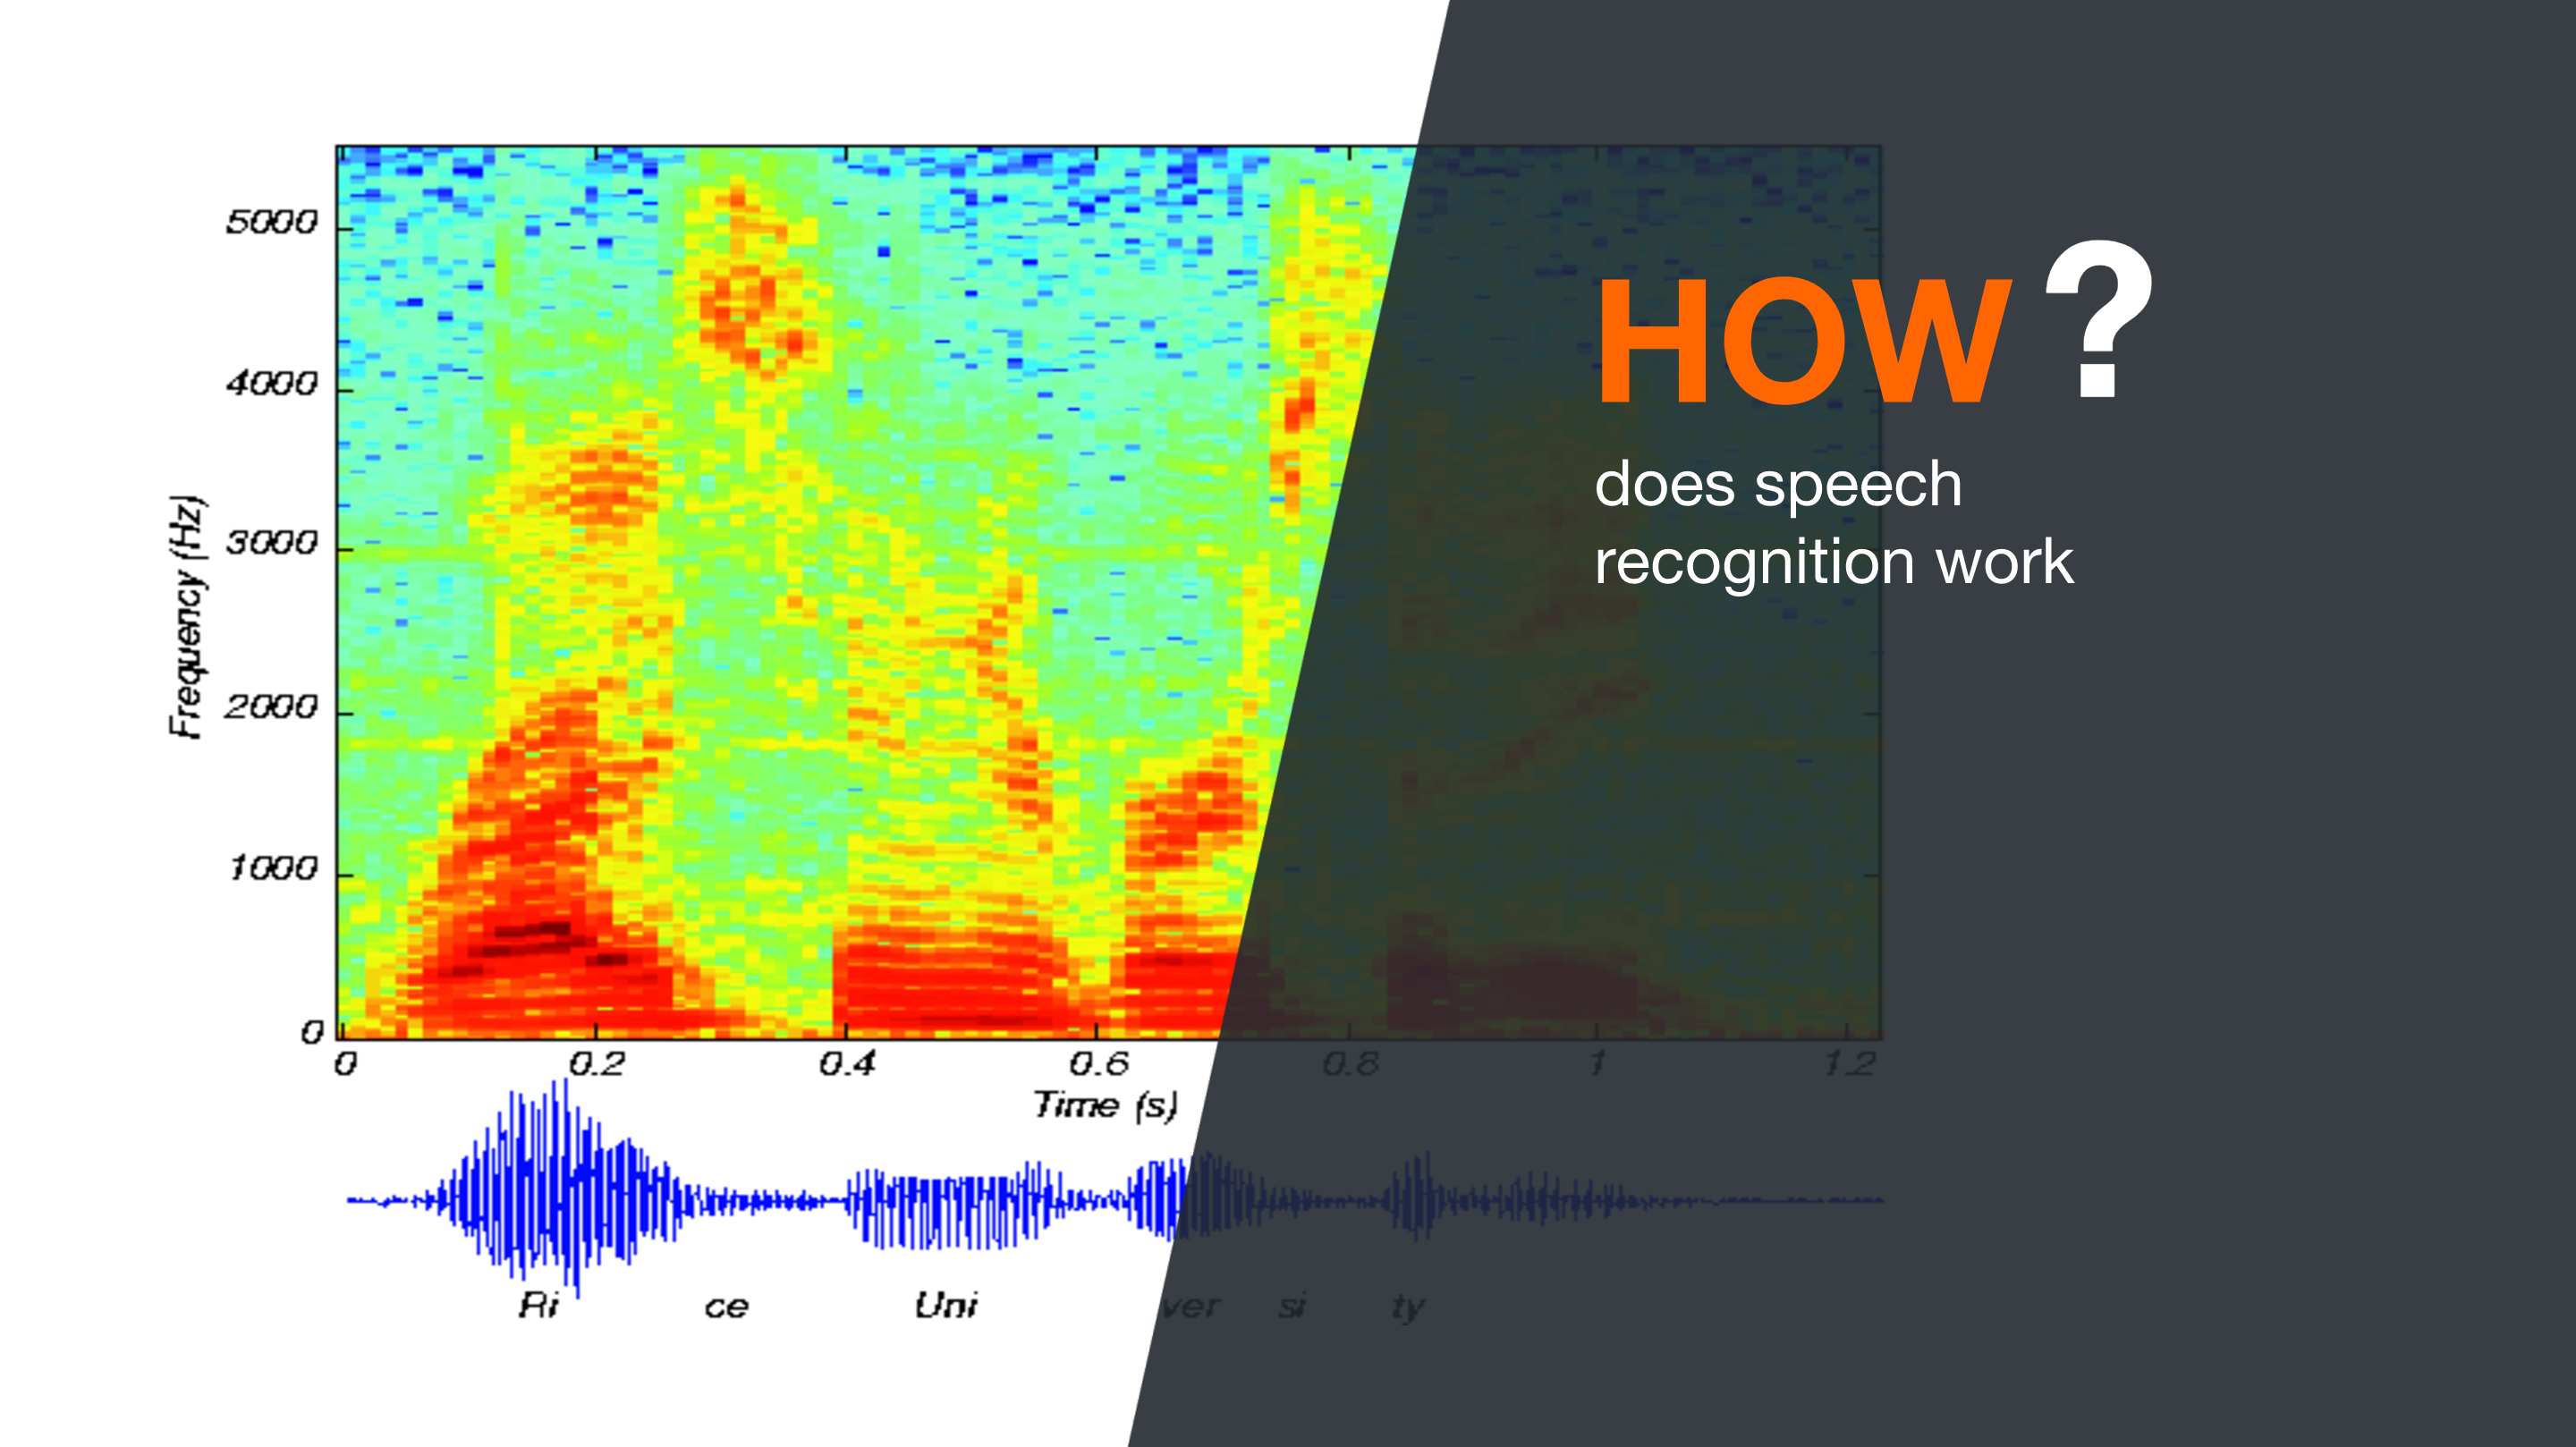 HOW ?
does speech
recognition work
Frequency (Hz)
5000
4000
3000
2000
1000
0
0 0.2 0.4 0.6 0.8 1 1.2
Time (s)
Ri ce Uni ver si ty